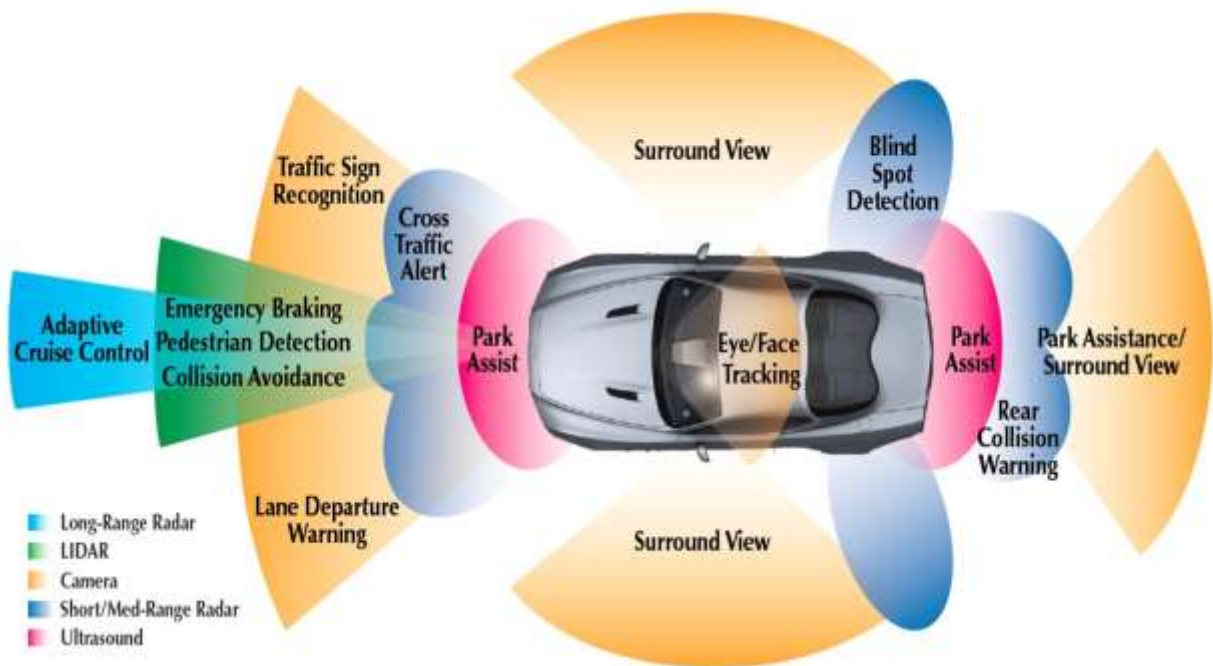 Surround View
Blind
Spot
Detection
Traffic Sign
Recognition
Cross
Traffic
Alert
Adaptive
Cruise Control
Emergency Braking
Pedestrian Detection
Collision Avoidance
Park
Assist
Eye/Face
Tracking
Park
Assist
Park Assistance/
Surround View
Rear
Collision
Warning
Lane Departure
Warning
Surround View
Long-Range Radar
LIDAR
Camera
Short/Med-Range Radar
Ultrasound